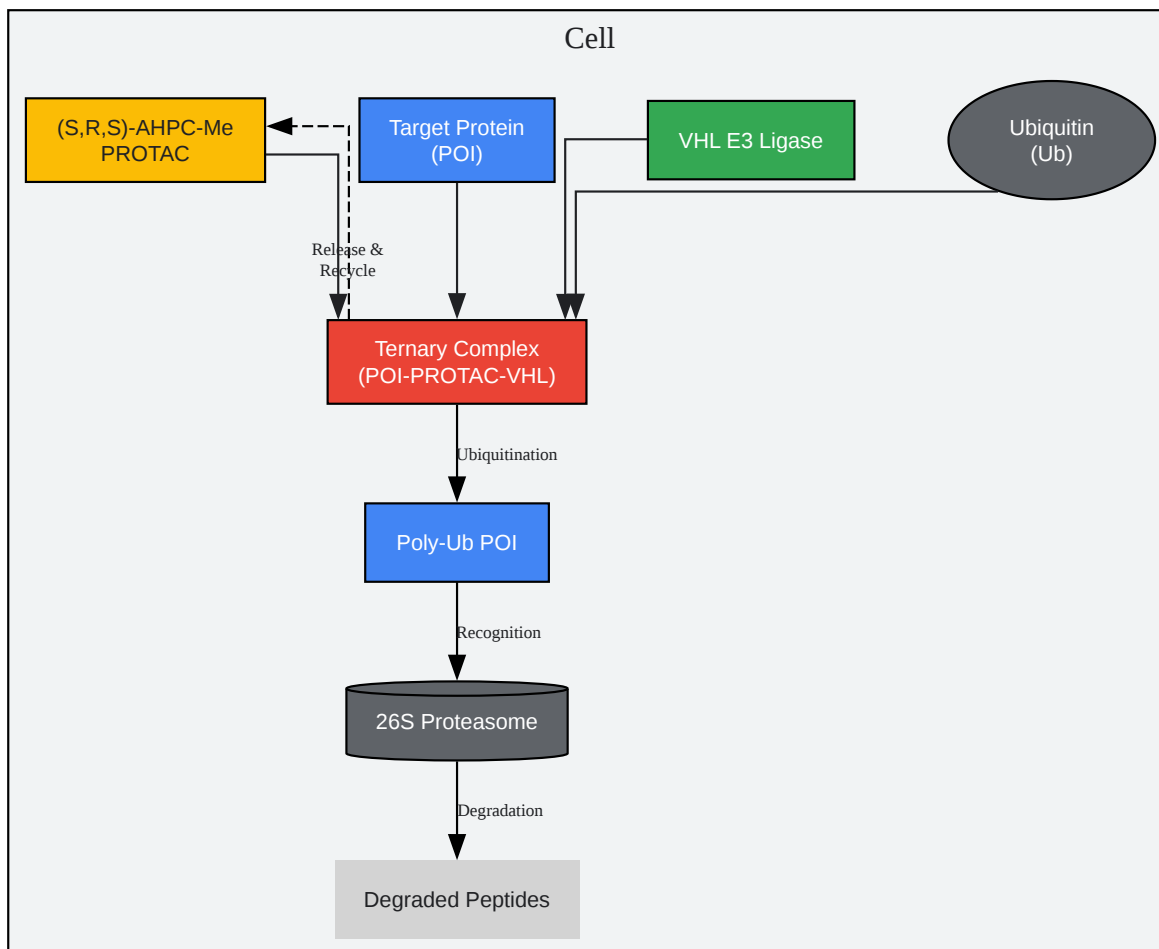 Cell
(S,R,S)-AHPC-Me
PROTAC
Target Protein
(POI)
VHL E3 Ligase
Ubiquitin
(Ub)
Release &
Recycle
Ternary Complex
(POI-PROTAC-VHL)
Ubiquitination
Poly-Ub POI
Recognition
26S Proteasome
Degradation
Degraded Peptides